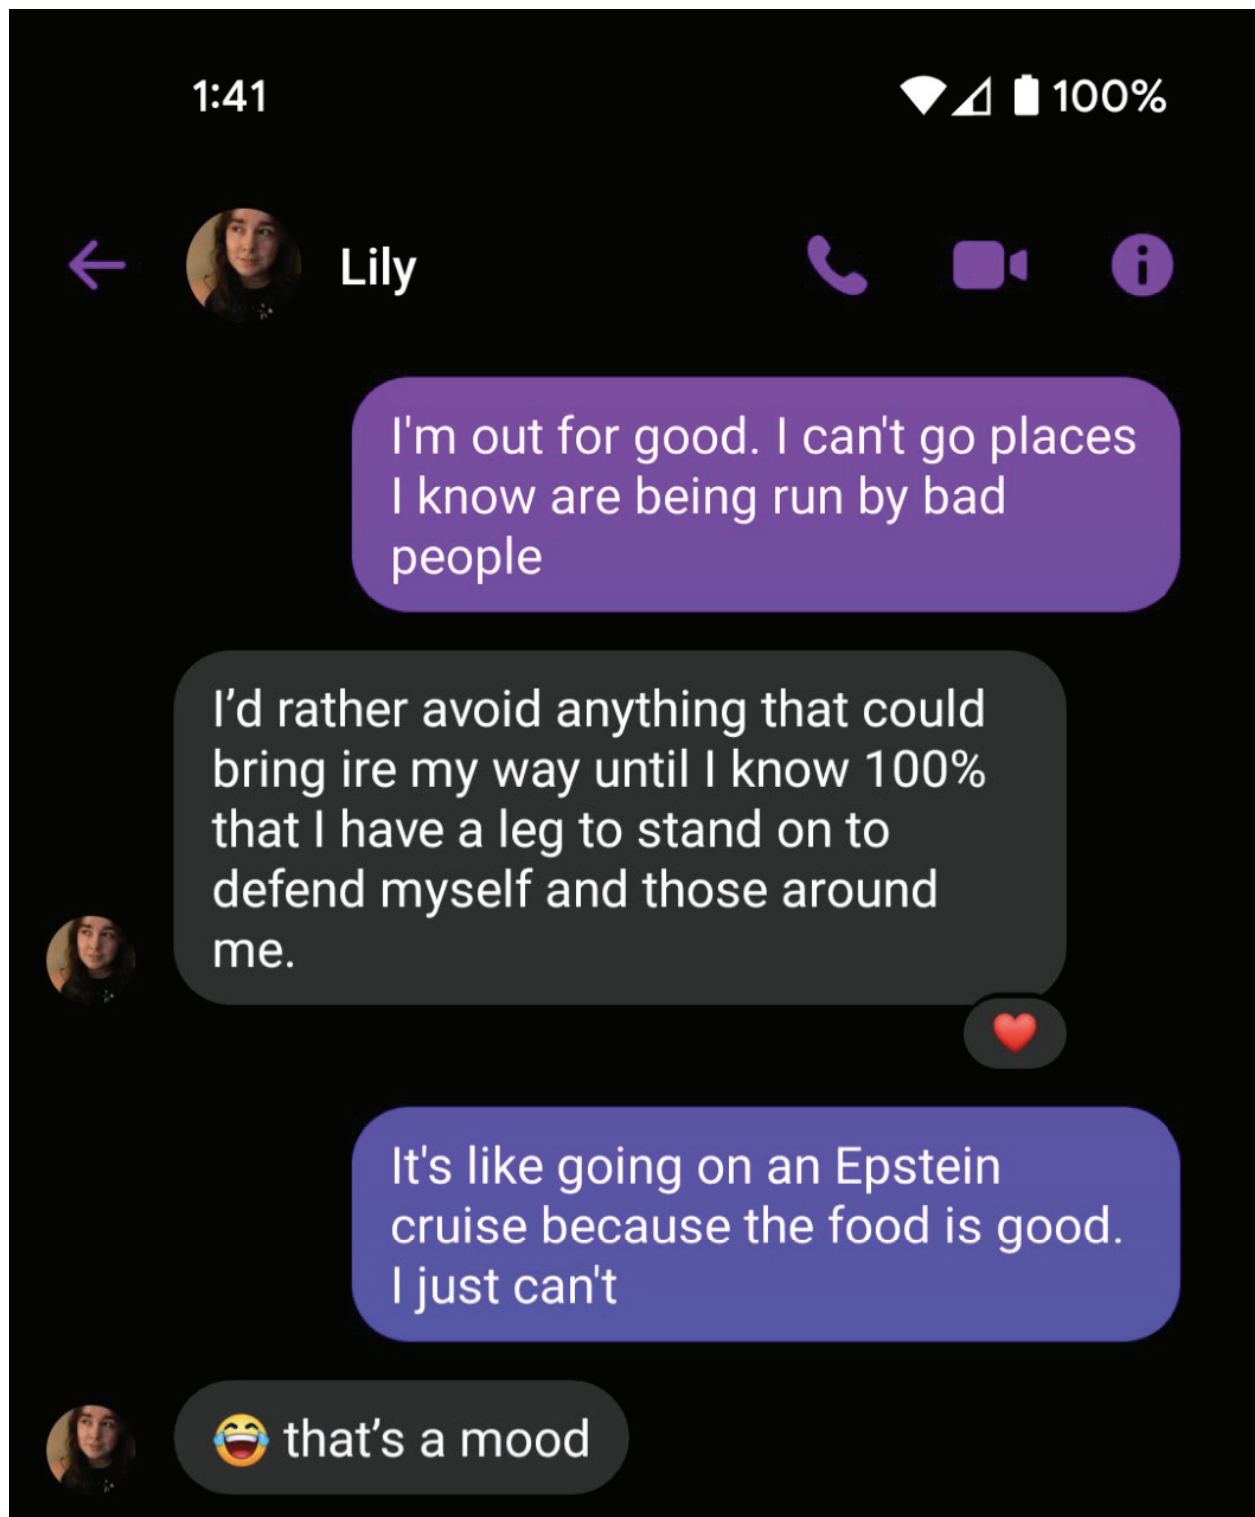 1:41
100%
Lily
I'm out for good. I can't go places
I know are being run by bad
people
I’d rather avoid anything that could
bring ire my way until I know 100%
that I have a leg to stand on to
defend myself and those around
me.
❤️
It's like going on an Epstein
cruise because the food is good.
I just can't
😂 that’s a mood